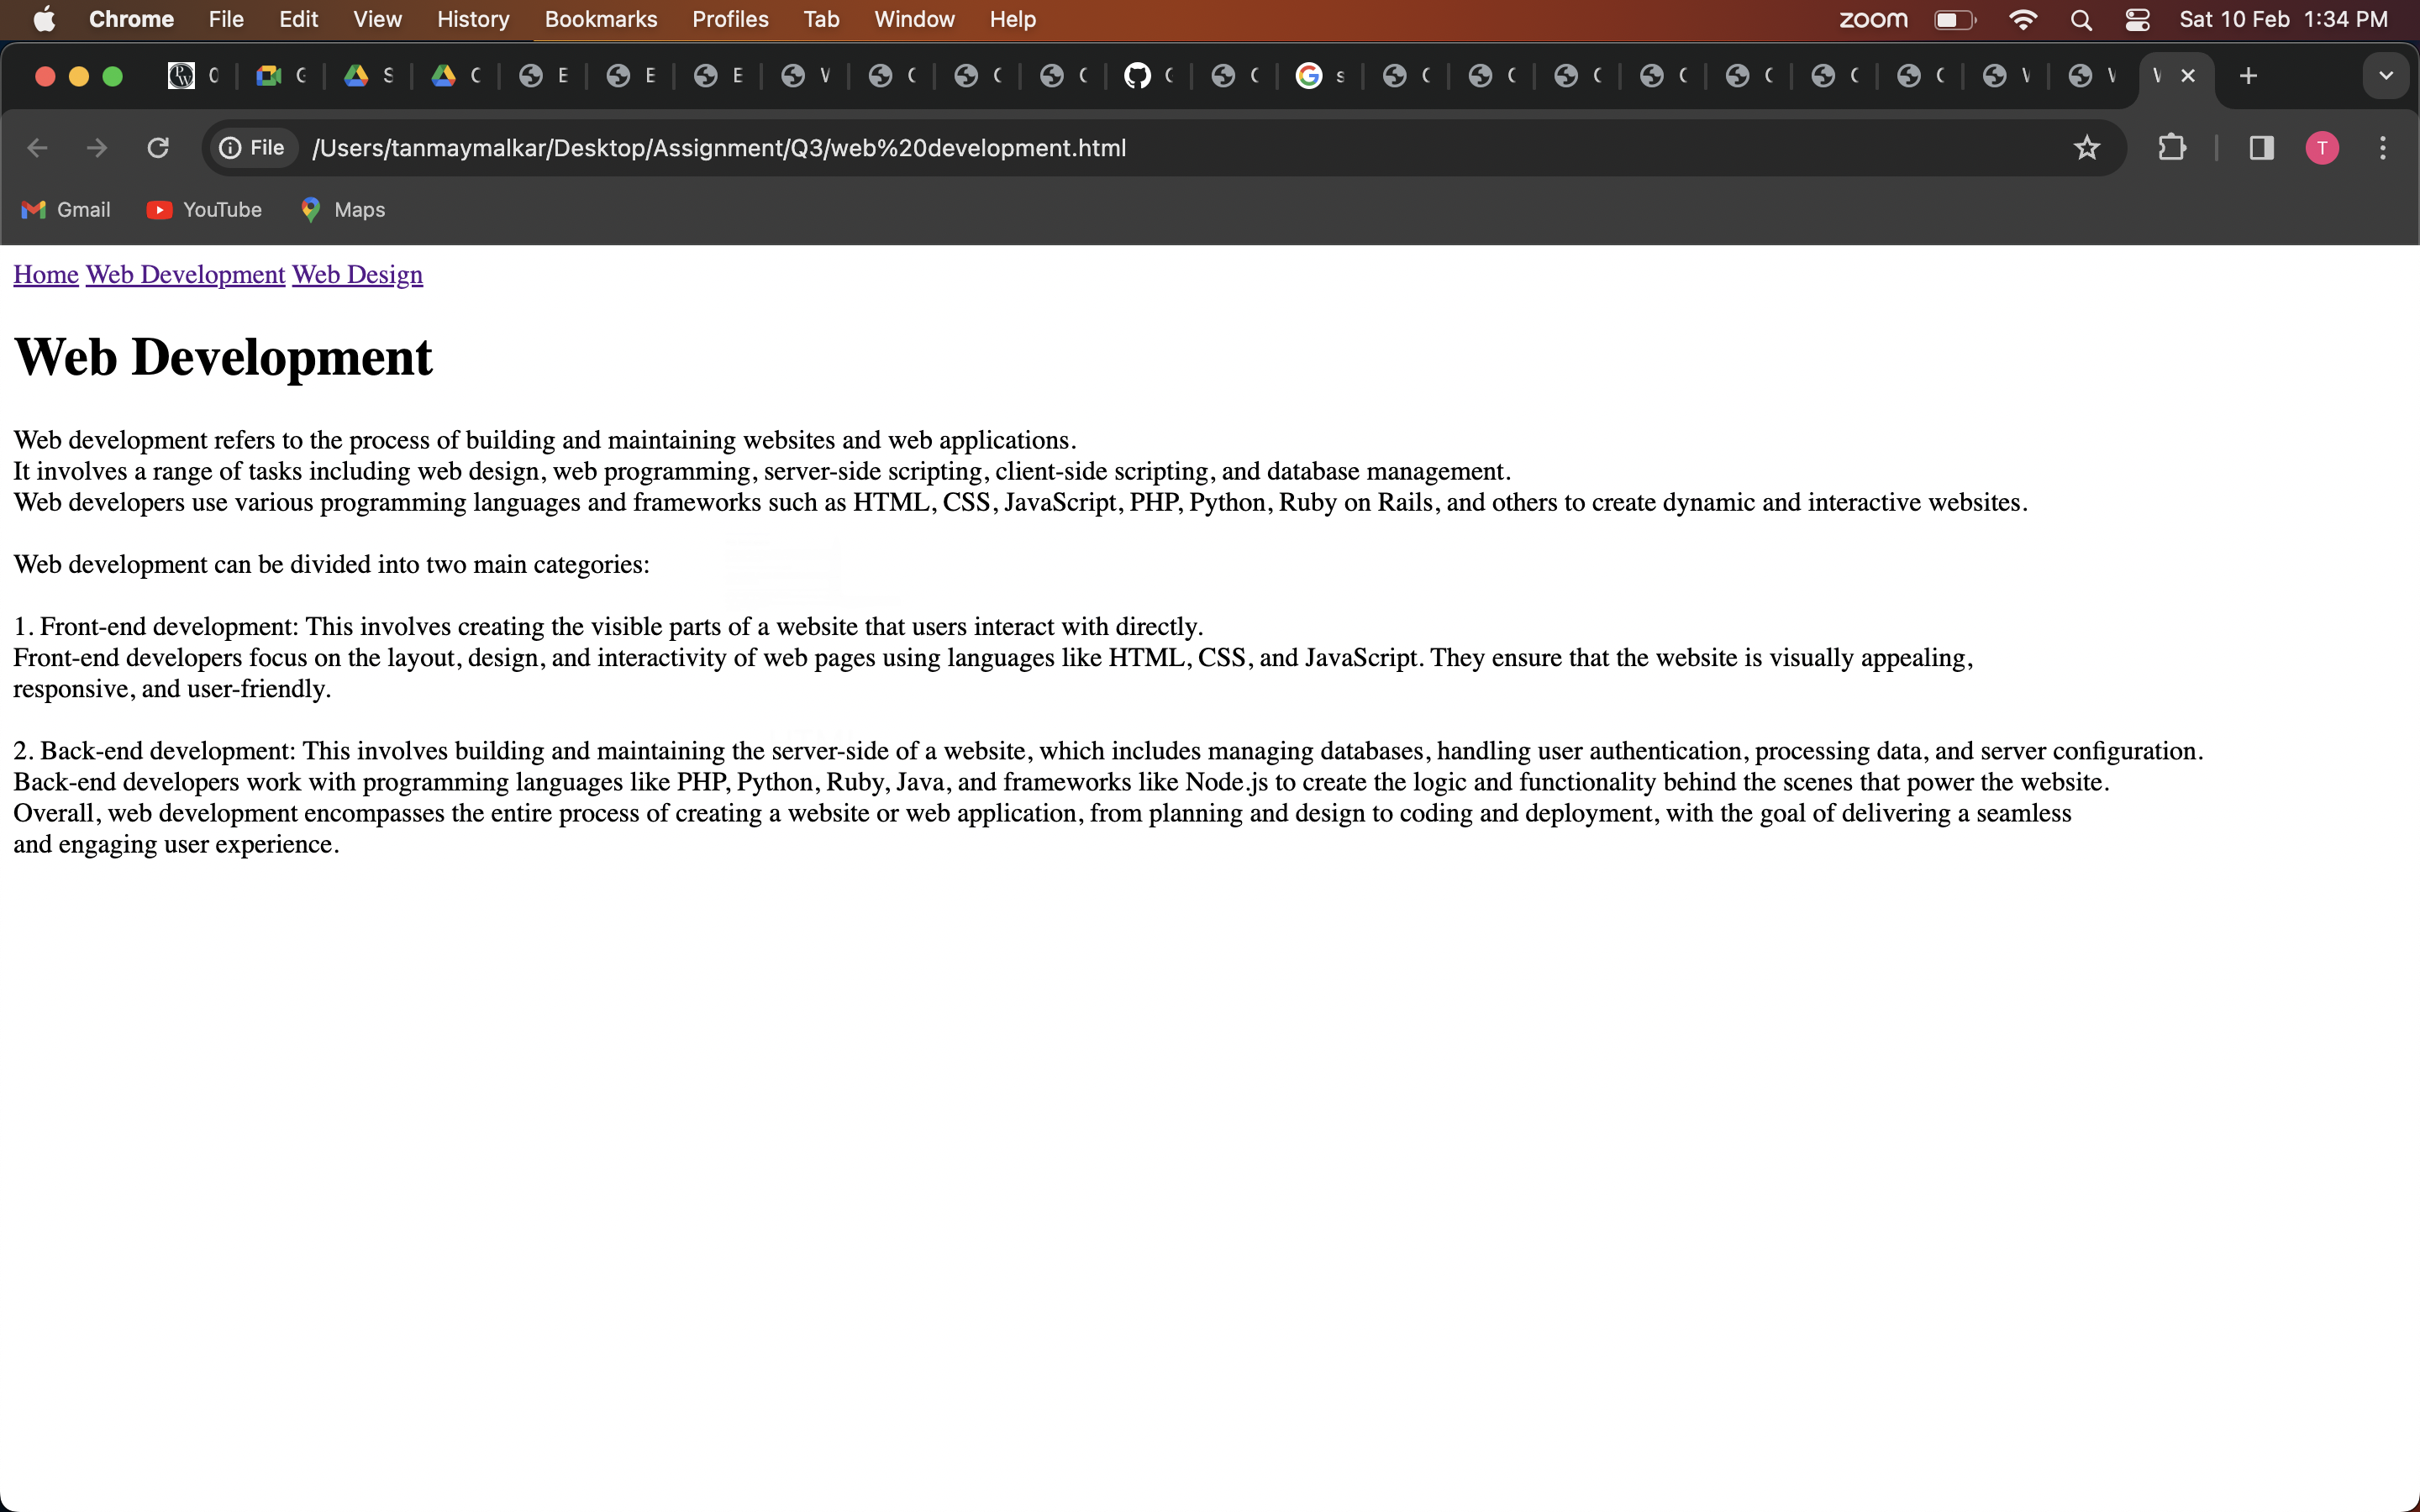 Chrome File Edit View History Bookmarks Profiles Tab Window Help zoom Sat 10 Feb 1:34 PM
File /Users/tanmaymalkar/Desktop/Assignment/Q3/web%20development.html T
Gmail YouTube Maps
Home Web Development Web Design
Web Development
Web development refers to the process of building and maintaining websites and web applications.
It involves a range of tasks including web design, web programming, server-side scripting, client-side scripting, and database management.
Web developers use various programming languages and frameworks such as HTML, CSS, JavaScript, PHP, Python, Ruby on Rails, and others to create dynamic and interactive websites.
Web development can be divided into two main categories:
1. Front-end development: This involves creating the visible parts of a website that users interact with directly.
Front-end developers focus on the layout, design, and interactivity of web pages using languages like HTML, CSS, and JavaScript. They ensure that the website is visually appealing,
responsive, and user-friendly.
2. Back-end development: This involves building and maintaining the server-side of a website, which includes managing databases, handling user authentication, processing data, and server configuration.
Back-end developers work with programming languages like PHP, Python, Ruby, Java, and frameworks like Node.js to create the logic and functionality behind the scenes that power the website.
Overall, web development encompasses the entire process of creating a website or web application, from planning and design to coding and deployment, with the goal of delivering a seamless
and engaging user experience.